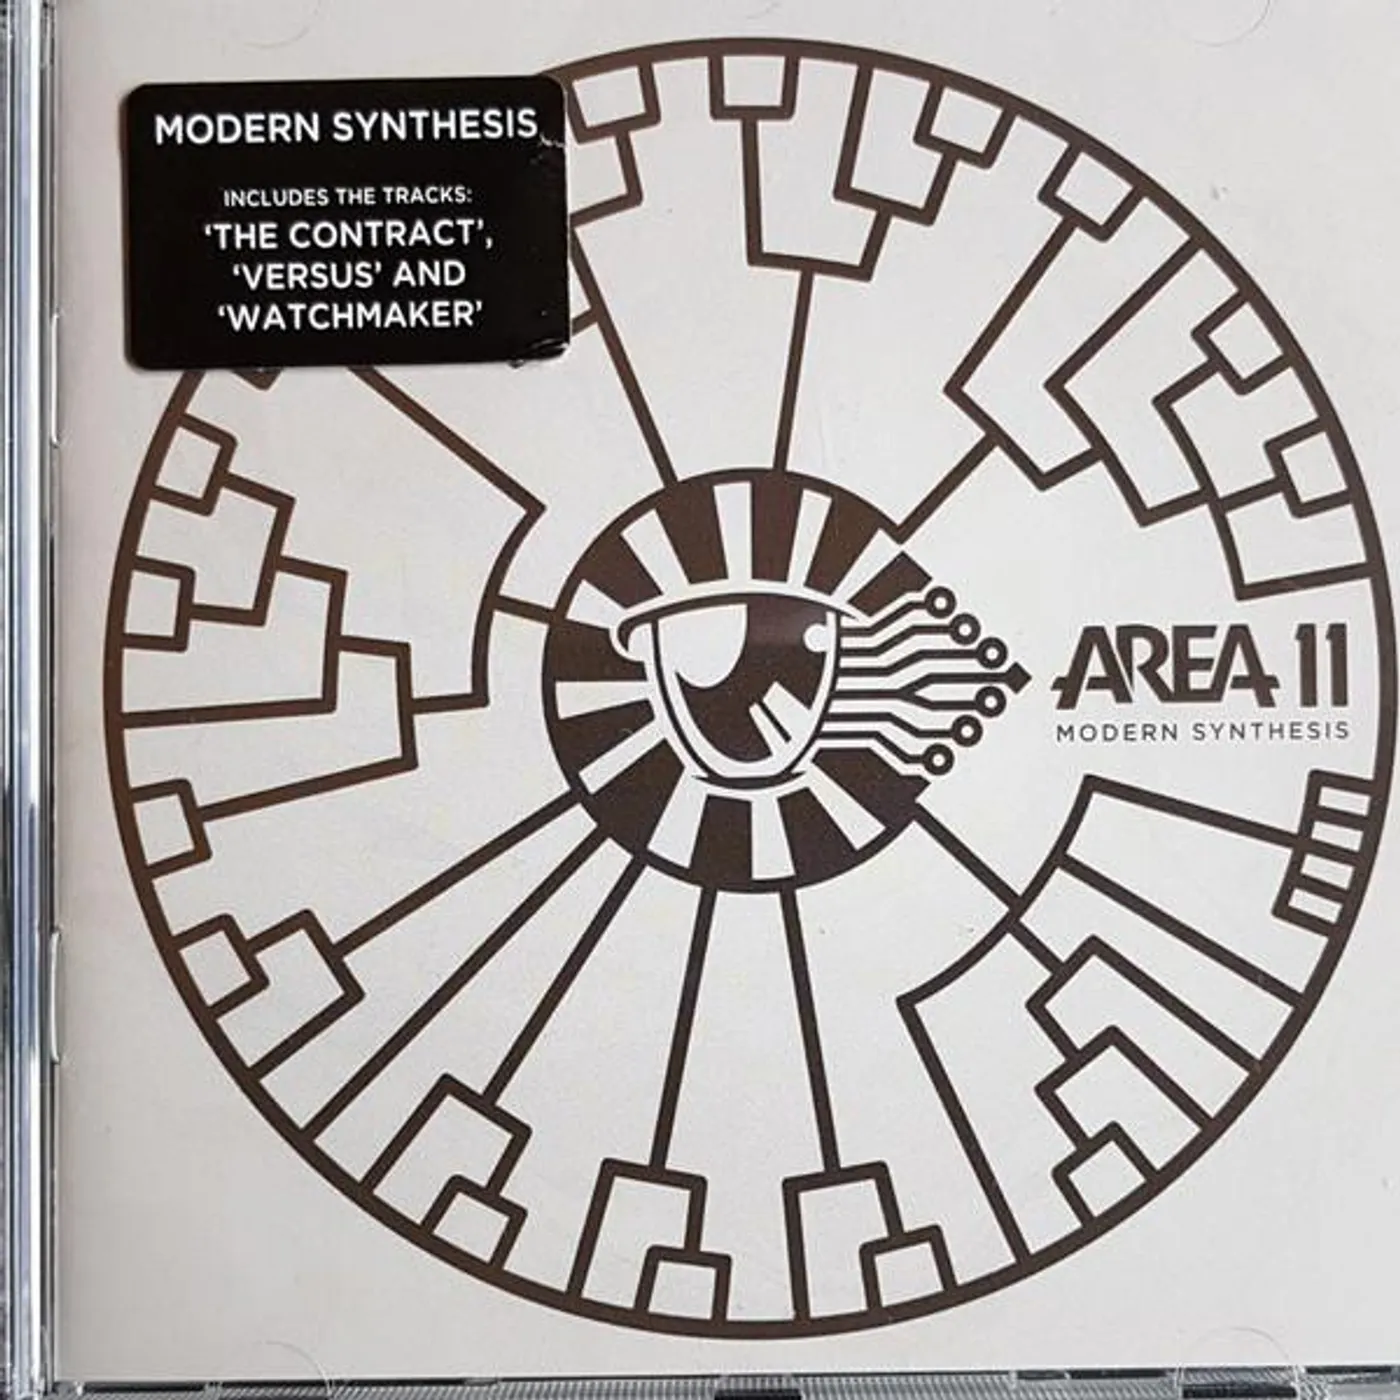 MODERN SYNTHESIS
INCLUDES THE TRACKS:
‘THE CONTRACT’,
‘VERSUS’ AND
‘WATCHMAKER’
AREA 11
MODERN SYNTHESIS